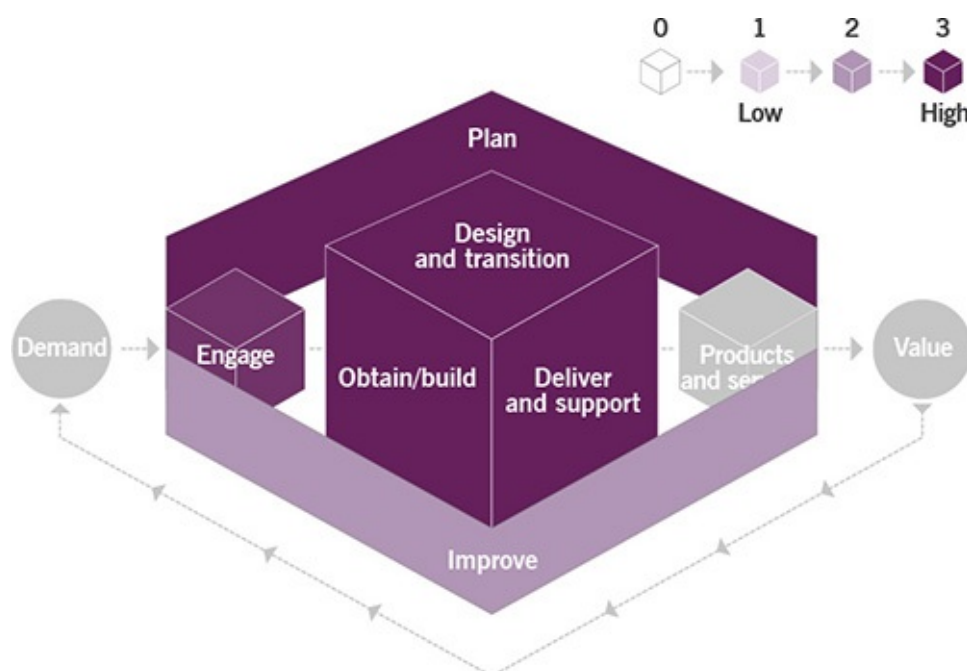 0 1 2 3
Low High
Plan
Design
and transition
Demand
Engage
Obtain/build
Deliver
and support
Products
and
Value
Improve